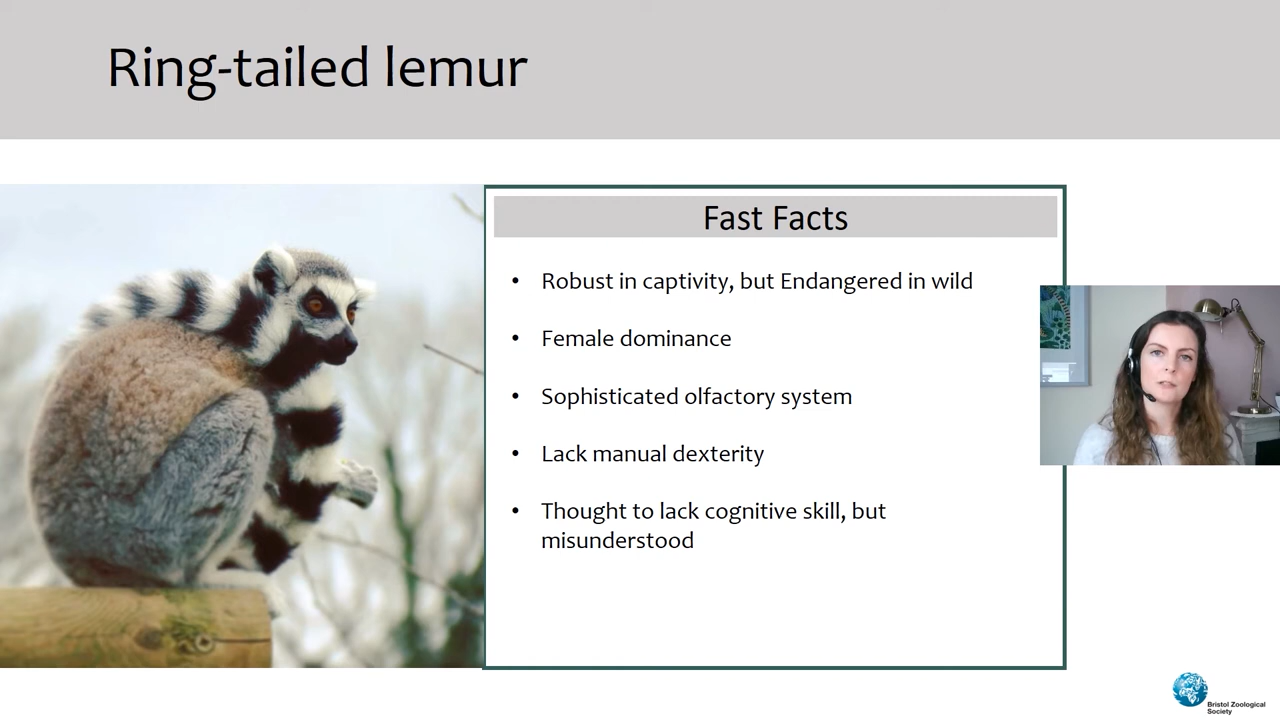 Ring-tailed lemur
Fast Facts
• Robust in captivity, but Endangered in wild
• Female dominance
• Sophisticated olfactory system
• Lack manual dexterity
• Thought to lack cognitive skill, but
misunderstood
Bristol Zoological
Society